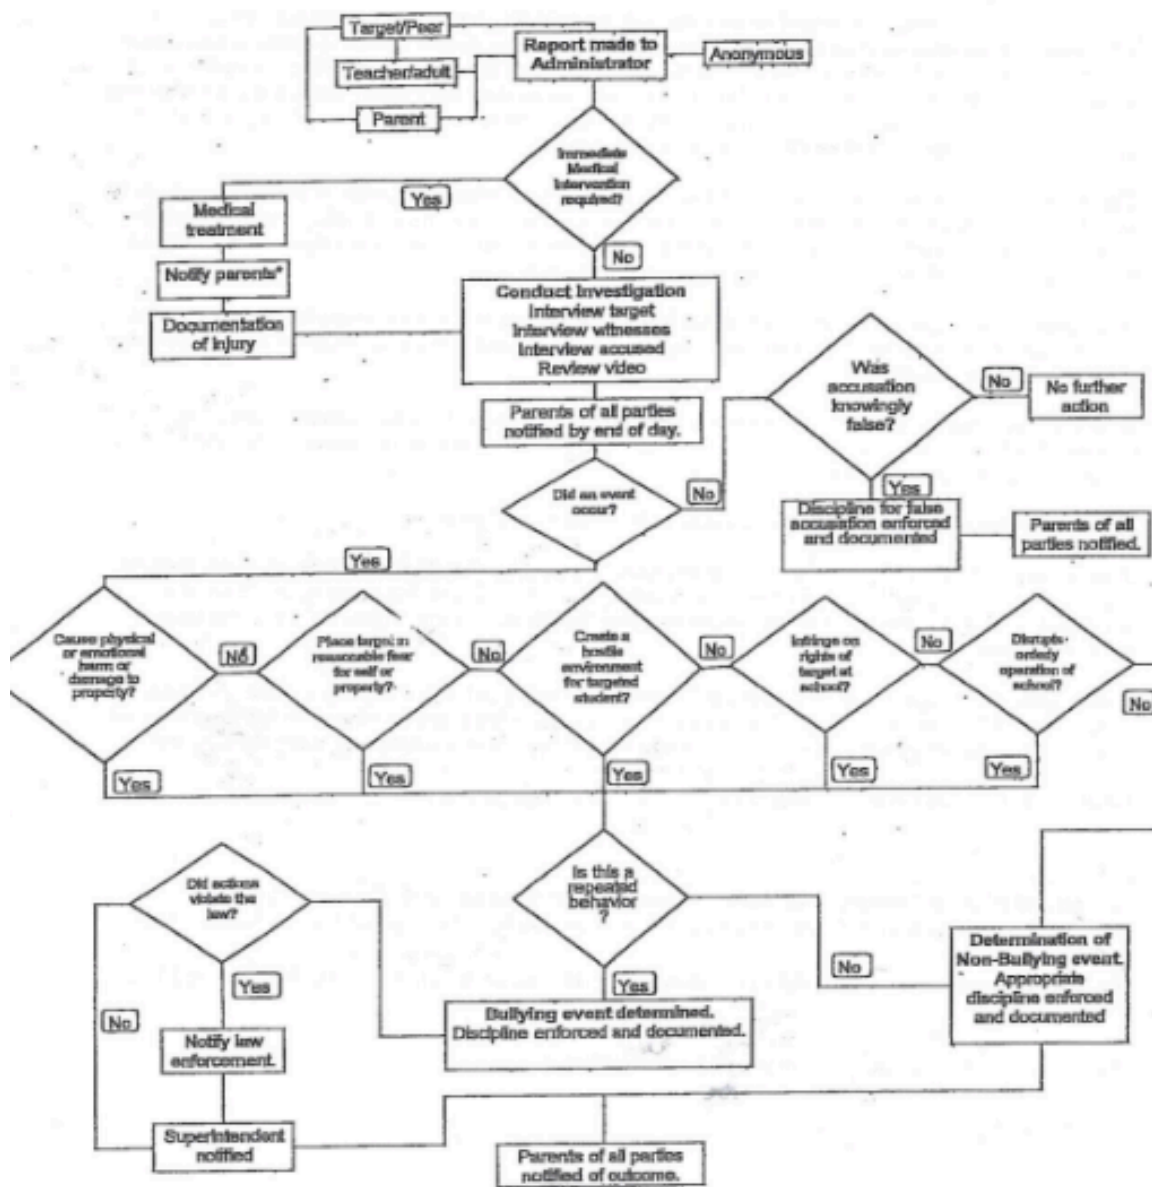 Target/Peer
Report made to
Administrator
Anonymous
Teacher/adult
Parent
Immediate
Medical
Intervention
required?
Yes
Medical
treatment
No
Notify parents*
Conduct Investigation
Interview target
Interview witnesses
Interview accused
Review video
Documentation
of Injury
Was
accusation
knowingly
false?
No
No further
action
Parents of all parties
notified by end of day.
Did an event
occur?
No
Yes
Discipline for false
accusation enforced
and documented
Parents of all
parties notified.
Yes
Cause physical
or emotional
harm or
damage to
property?
No
Place target in
reasonable fear
for self or
property?
No
Create a
hostile
environment
for targeted
student?
No
Infringe on
rights of
target at
school?
No
Disrupts
orderly
operation of
school?
No
Yes
Yes
Yes
Yes
Yes
Did actions
violate the
law?
Is this a
repeated
behavior
?
Determination of
Non-Bullying event.
Appropriate
discipline enforced
and documented
No
Yes
Yes
No
Bullying event determined.
Discipline enforced and documented.
Notify law
enforcement.
Superintendent
notified
Parents of all parties
notified of outcome.